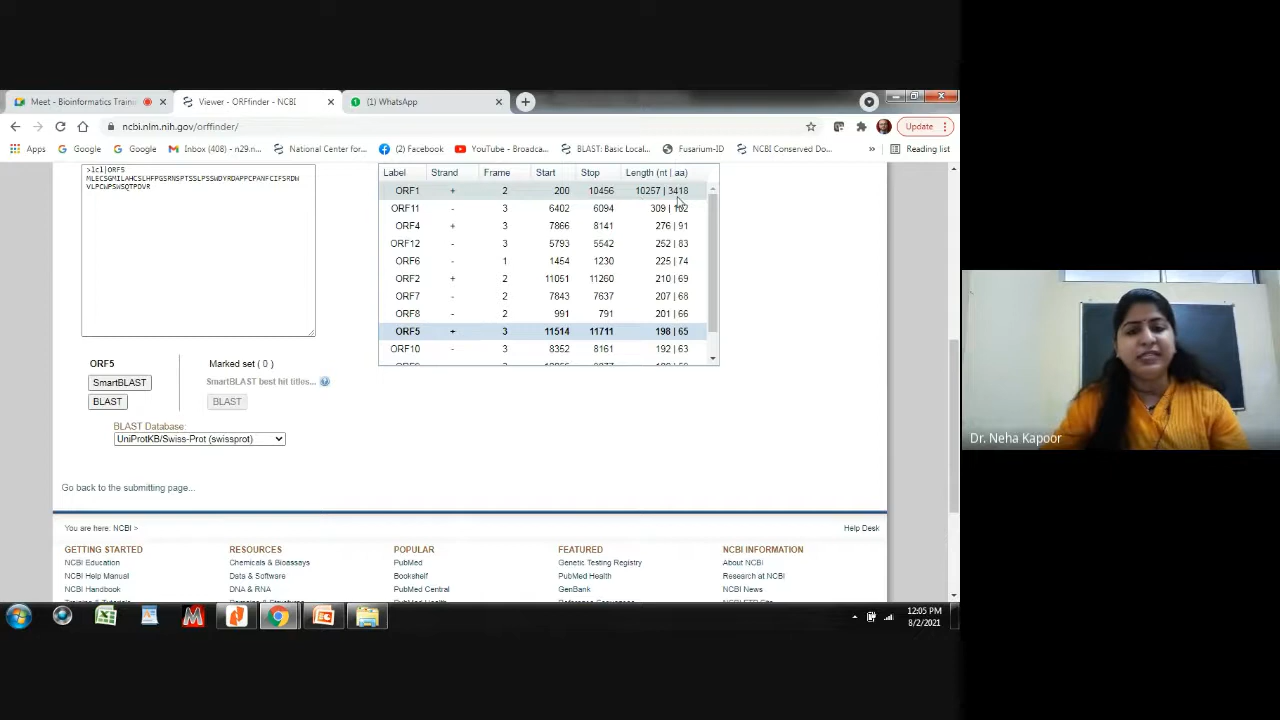 Meet - Bioinformatics Traini
Viewer - ORFfinder - NCBI
(1) WhatsApp
ncbi.nlm.nih.gov/orffinder/
Update
Apps
Google
Google
Inbox (408) - n29.n...
National Center for...
(2) Facebook
YouTube - Broadca...
BLAST: Basic Local...
Fusarium-ID
NCBI Conserved Do...
»
Reading list
>lcl|ORF5
MLECSGMILAHCSLHFPGSRNSPTSSLPSSWDYRDAPPCPANFCIFSRDW
VLPCWPSWSQTPDVR
Label Strand Frame Start Stop Length (nt | aa)
ORF1 + 2 200 10456 10257 | 3418
ORF11 - 3 6402 6094 309 | 102
ORF4 + 3 7866 8141 276 | 91
ORF12 - 3 5793 5542 252 | 83
ORF6 - 1 1454 1230 225 | 74
ORF2 + 2 11051 11260 210 | 69
ORF7 - 2 7843 7637 207 | 68
ORF8 - 2 991 791 201 | 66
ORF5 + 3 11514 11711 198 | 65
ORF10 - 3 8352 8161 192 | 63
ORF5
Marked set ( 0 )
SmartBLAST
SmartBLAST best hit titles...
BLAST
BLAST
BLAST Database:
UniProtKB/Swiss-Prot (swissprot)
Go back to the submitting page...
You are here: NCBI >
Help Desk
GETTING STARTED
NCBI Education
NCBI Help Manual
NCBI Handbook
RESOURCES
Chemicals & Bioassays
Data & Software
DNA & RNA
POPULAR
PubMed
Bookshelf
PubMed Central
FEATURED
Genetic Testing Registry
PubMed Health
GenBank
NCBI INFORMATION
About NCBI
Research at NCBI
NCBI News
12:05 PM
8/2/2021
Dr. Neha Kapoor